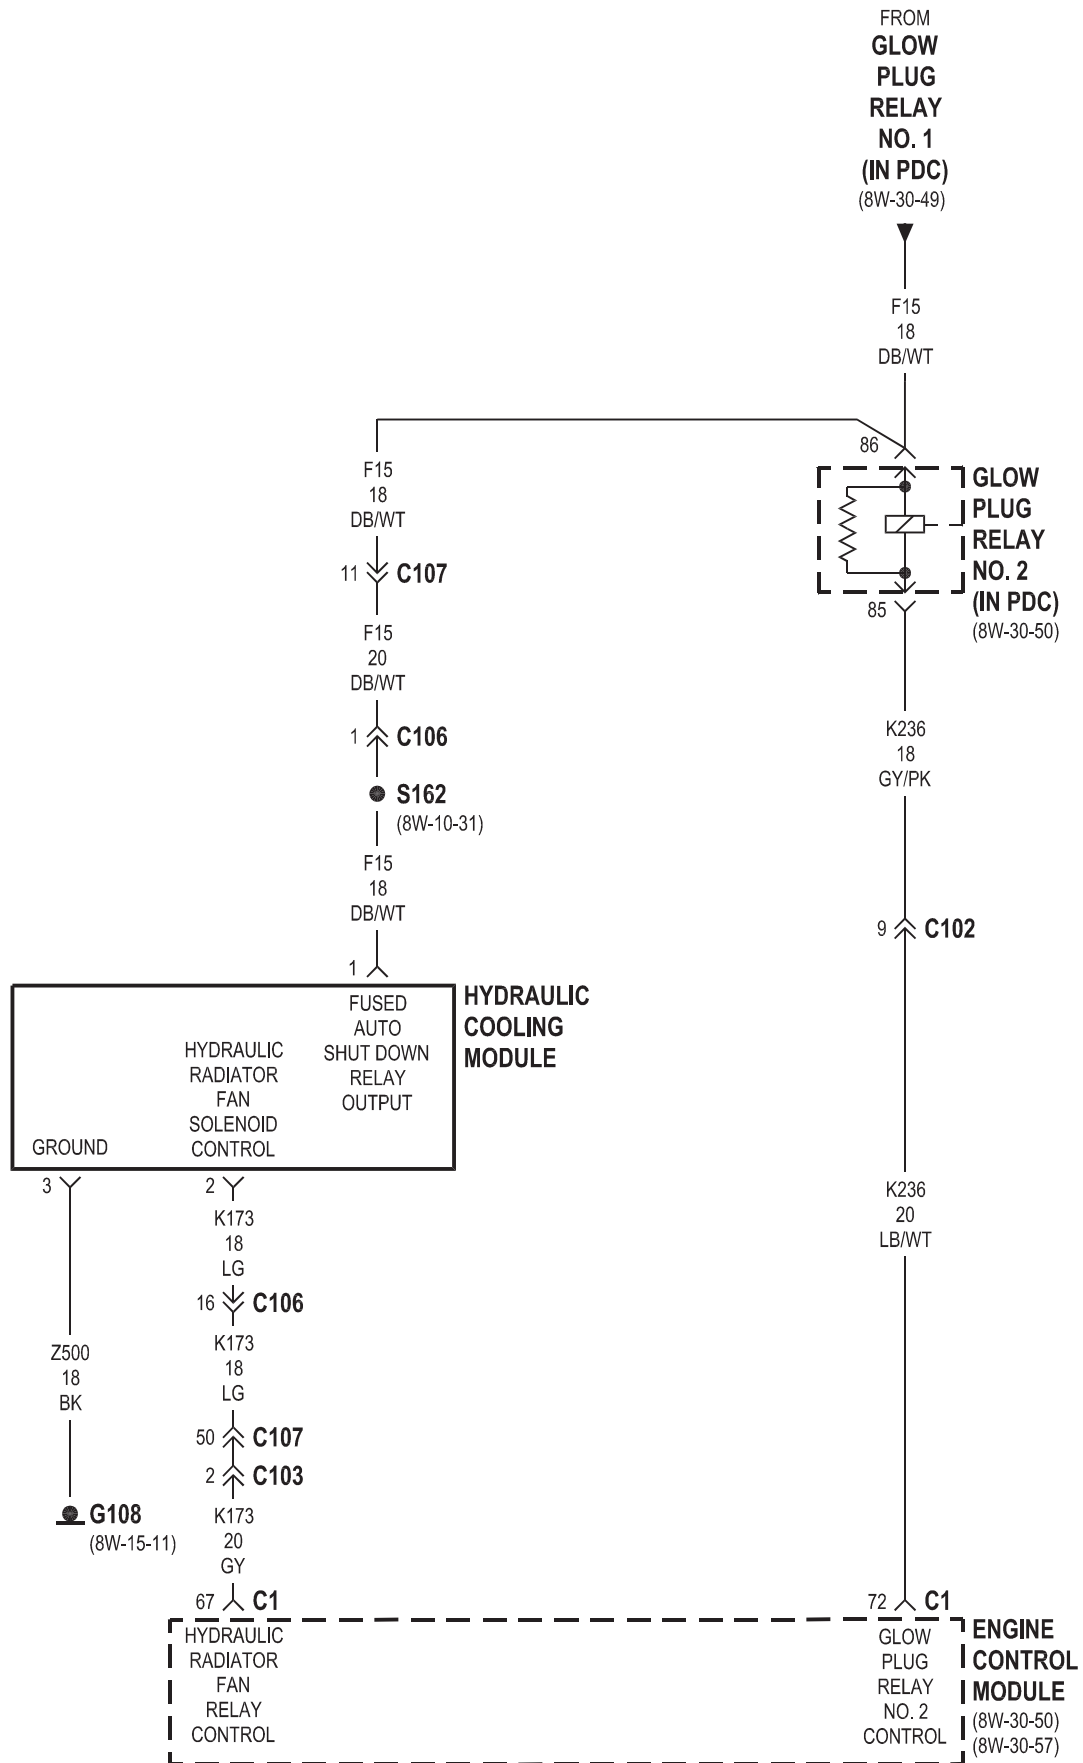 FROM
GLOW
PLUG
RELAY
NO. 1
(IN PDC)
(8W-30-49)
F15
18
DB/WT
86
GLOW
PLUG
RELAY
NO. 2
(IN PDC)
(8W-30-50)
85
F15
18
DB/WT
11 C107
F15
20
DB/WT
1 C106
S162
(8W-10-31)
F15
18
DB/WT
1
K236
18
GY/PK
9 C102
K236
20
LB/WT
HYDRAULIC
COOLING
MODULE
FUSED
AUTO
SHUT DOWN
RELAY
OUTPUT
HYDRAULIC
RADIATOR
FAN
SOLENOID
CONTROL
GROUND
3
2
K173
18
LG
16 C106
K173
18
LG
50 C107
2 C103
K173
20
GY
67 C1
Z500
18
BK
G108
(8W-15-11)
72 C1
HYDRAULIC
RADIATOR
FAN
RELAY
CONTROL
GLOW
PLUG
RELAY
NO. 2
CONTROL
ENGINE
CONTROL
MODULE
(8W-30-50)
(8W-30-57)